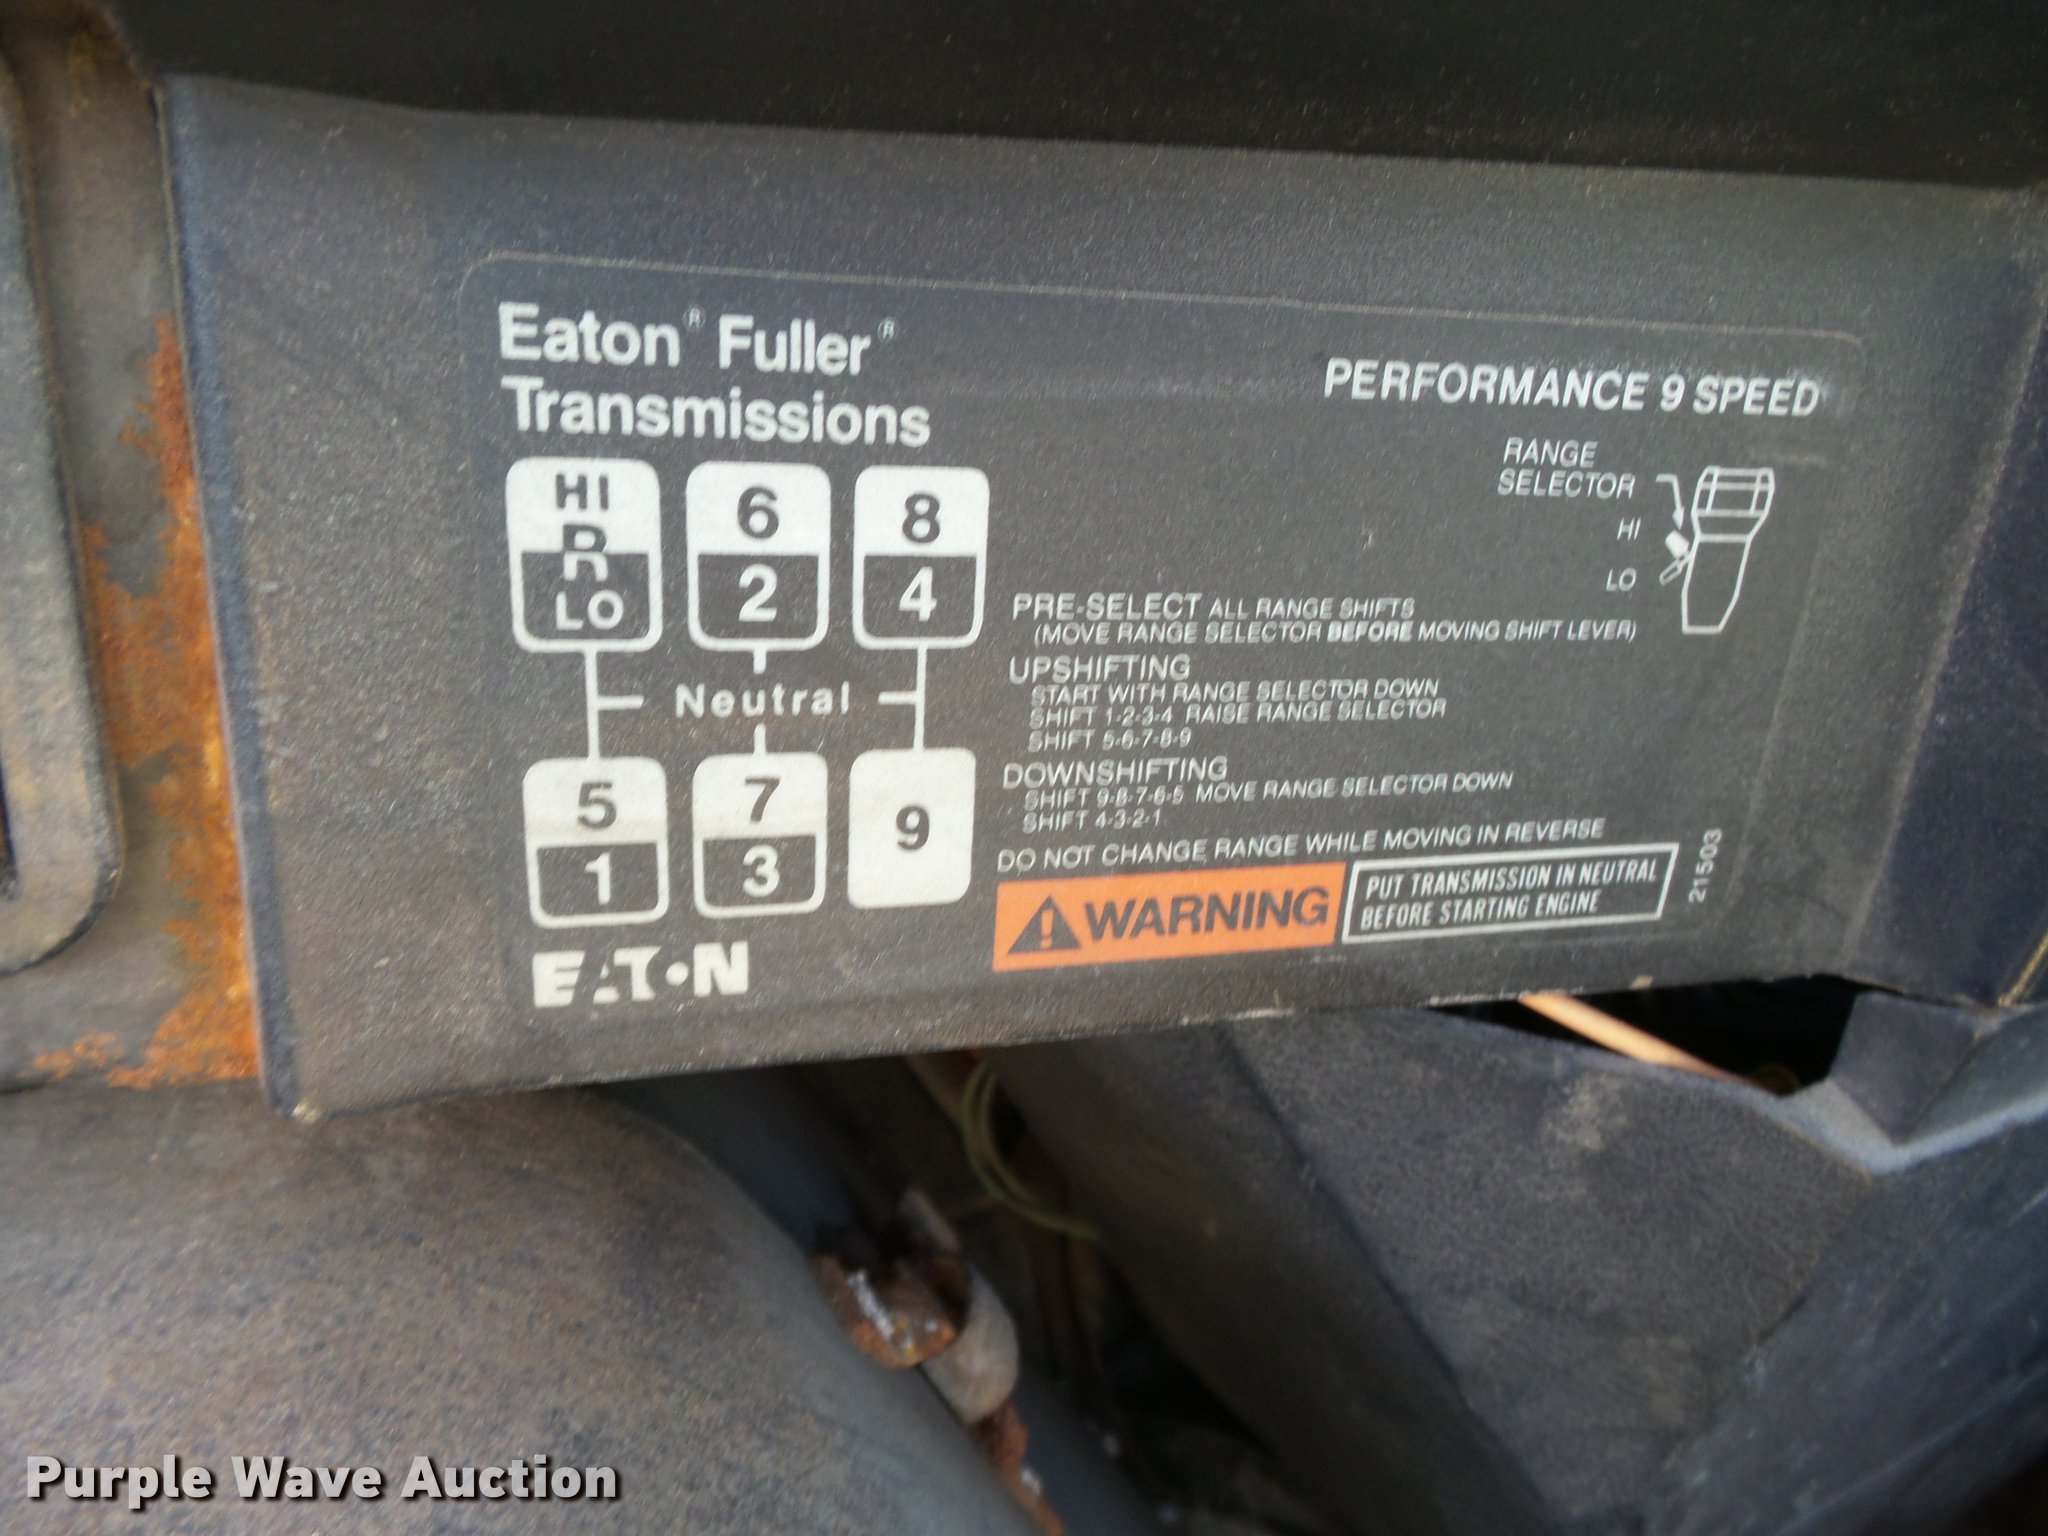 Eaton® Fuller®
Transmissions
PERFORMANCE 9 SPEED
RANGE
SELECTOR
HI
LO
HI
R
R
LO
6
2
8
4
Neutral
5
1
7
3
9
PRE-SELECT ALL RANGE SHIFTS
(MOVE RANGE SELECTOR BEFORE MOVING SHIFT LEVER)
UPSHIFTING
START WITH RANGE SELECTOR DOWN
SHIFT 1-2-3-4 RAISE RANGE SELECTOR
SHIFT 5-6-7-8-9
DOWNSHIFTING
SHIFT 9-8-7-6-5 MOVE RANGE SELECTOR DOWN
SHIFT 4-3-2-1
DO NOT CHANGE RANGE WHILE MOVING IN REVERSE
WARNING
PUT TRANSMISSION IN NEUTRAL
BEFORE STARTING ENGINE
21503
EATON
Purple Wave Auction